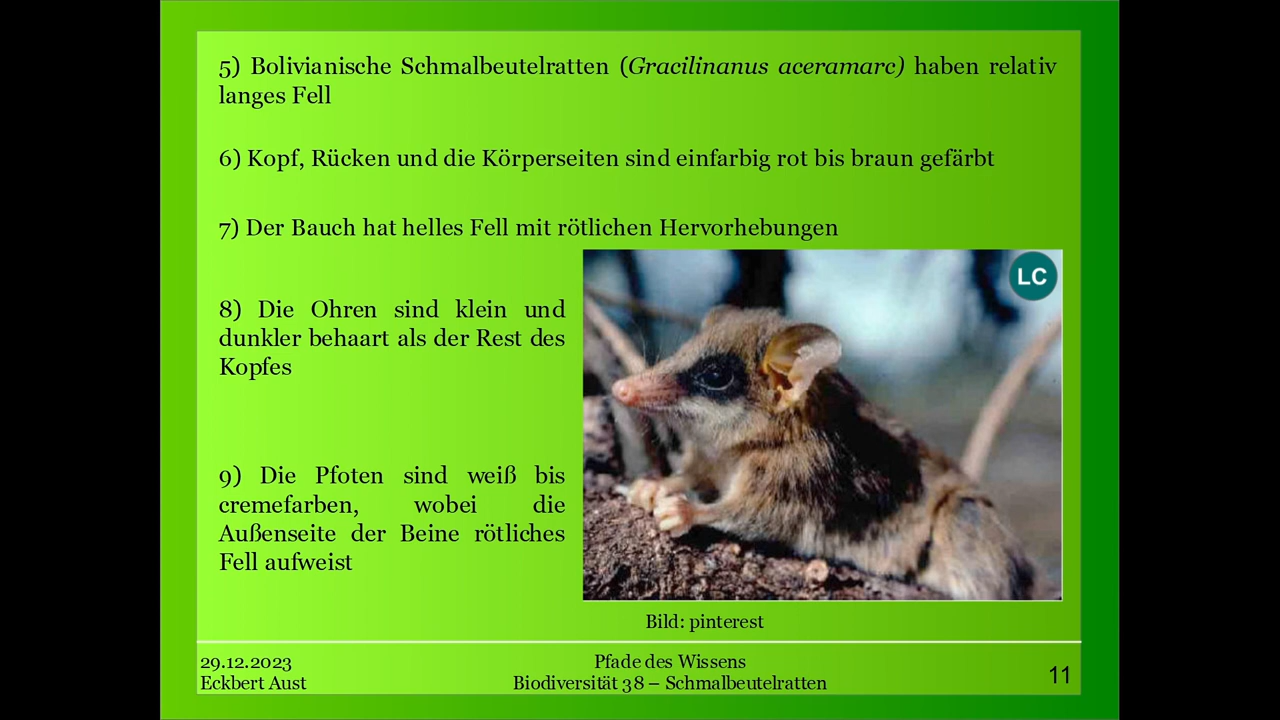 5) Bolivianische Schmalbeutelratten (Gracilinanus aceramarc) haben relativ
langes Fell
6) Kopf, Rücken und die Körperseiten sind einfarbig rot bis braun gefärbt
7) Der Bauch hat helles Fell mit rötlichen Hervorhebungen
LC
8) Die Ohren sind klein und
dunkler behaart als der Rest des
Kopfes
9) Die Pfoten sind weiß bis
cremefarben, wobei die
Außenseite der Beine rötliches
Fell aufweist
Bild: pinterest
29.12.2023
Eckbert Aust
Pfade des Wissens
Biodiversität 38 – Schmalbeutelratten
11